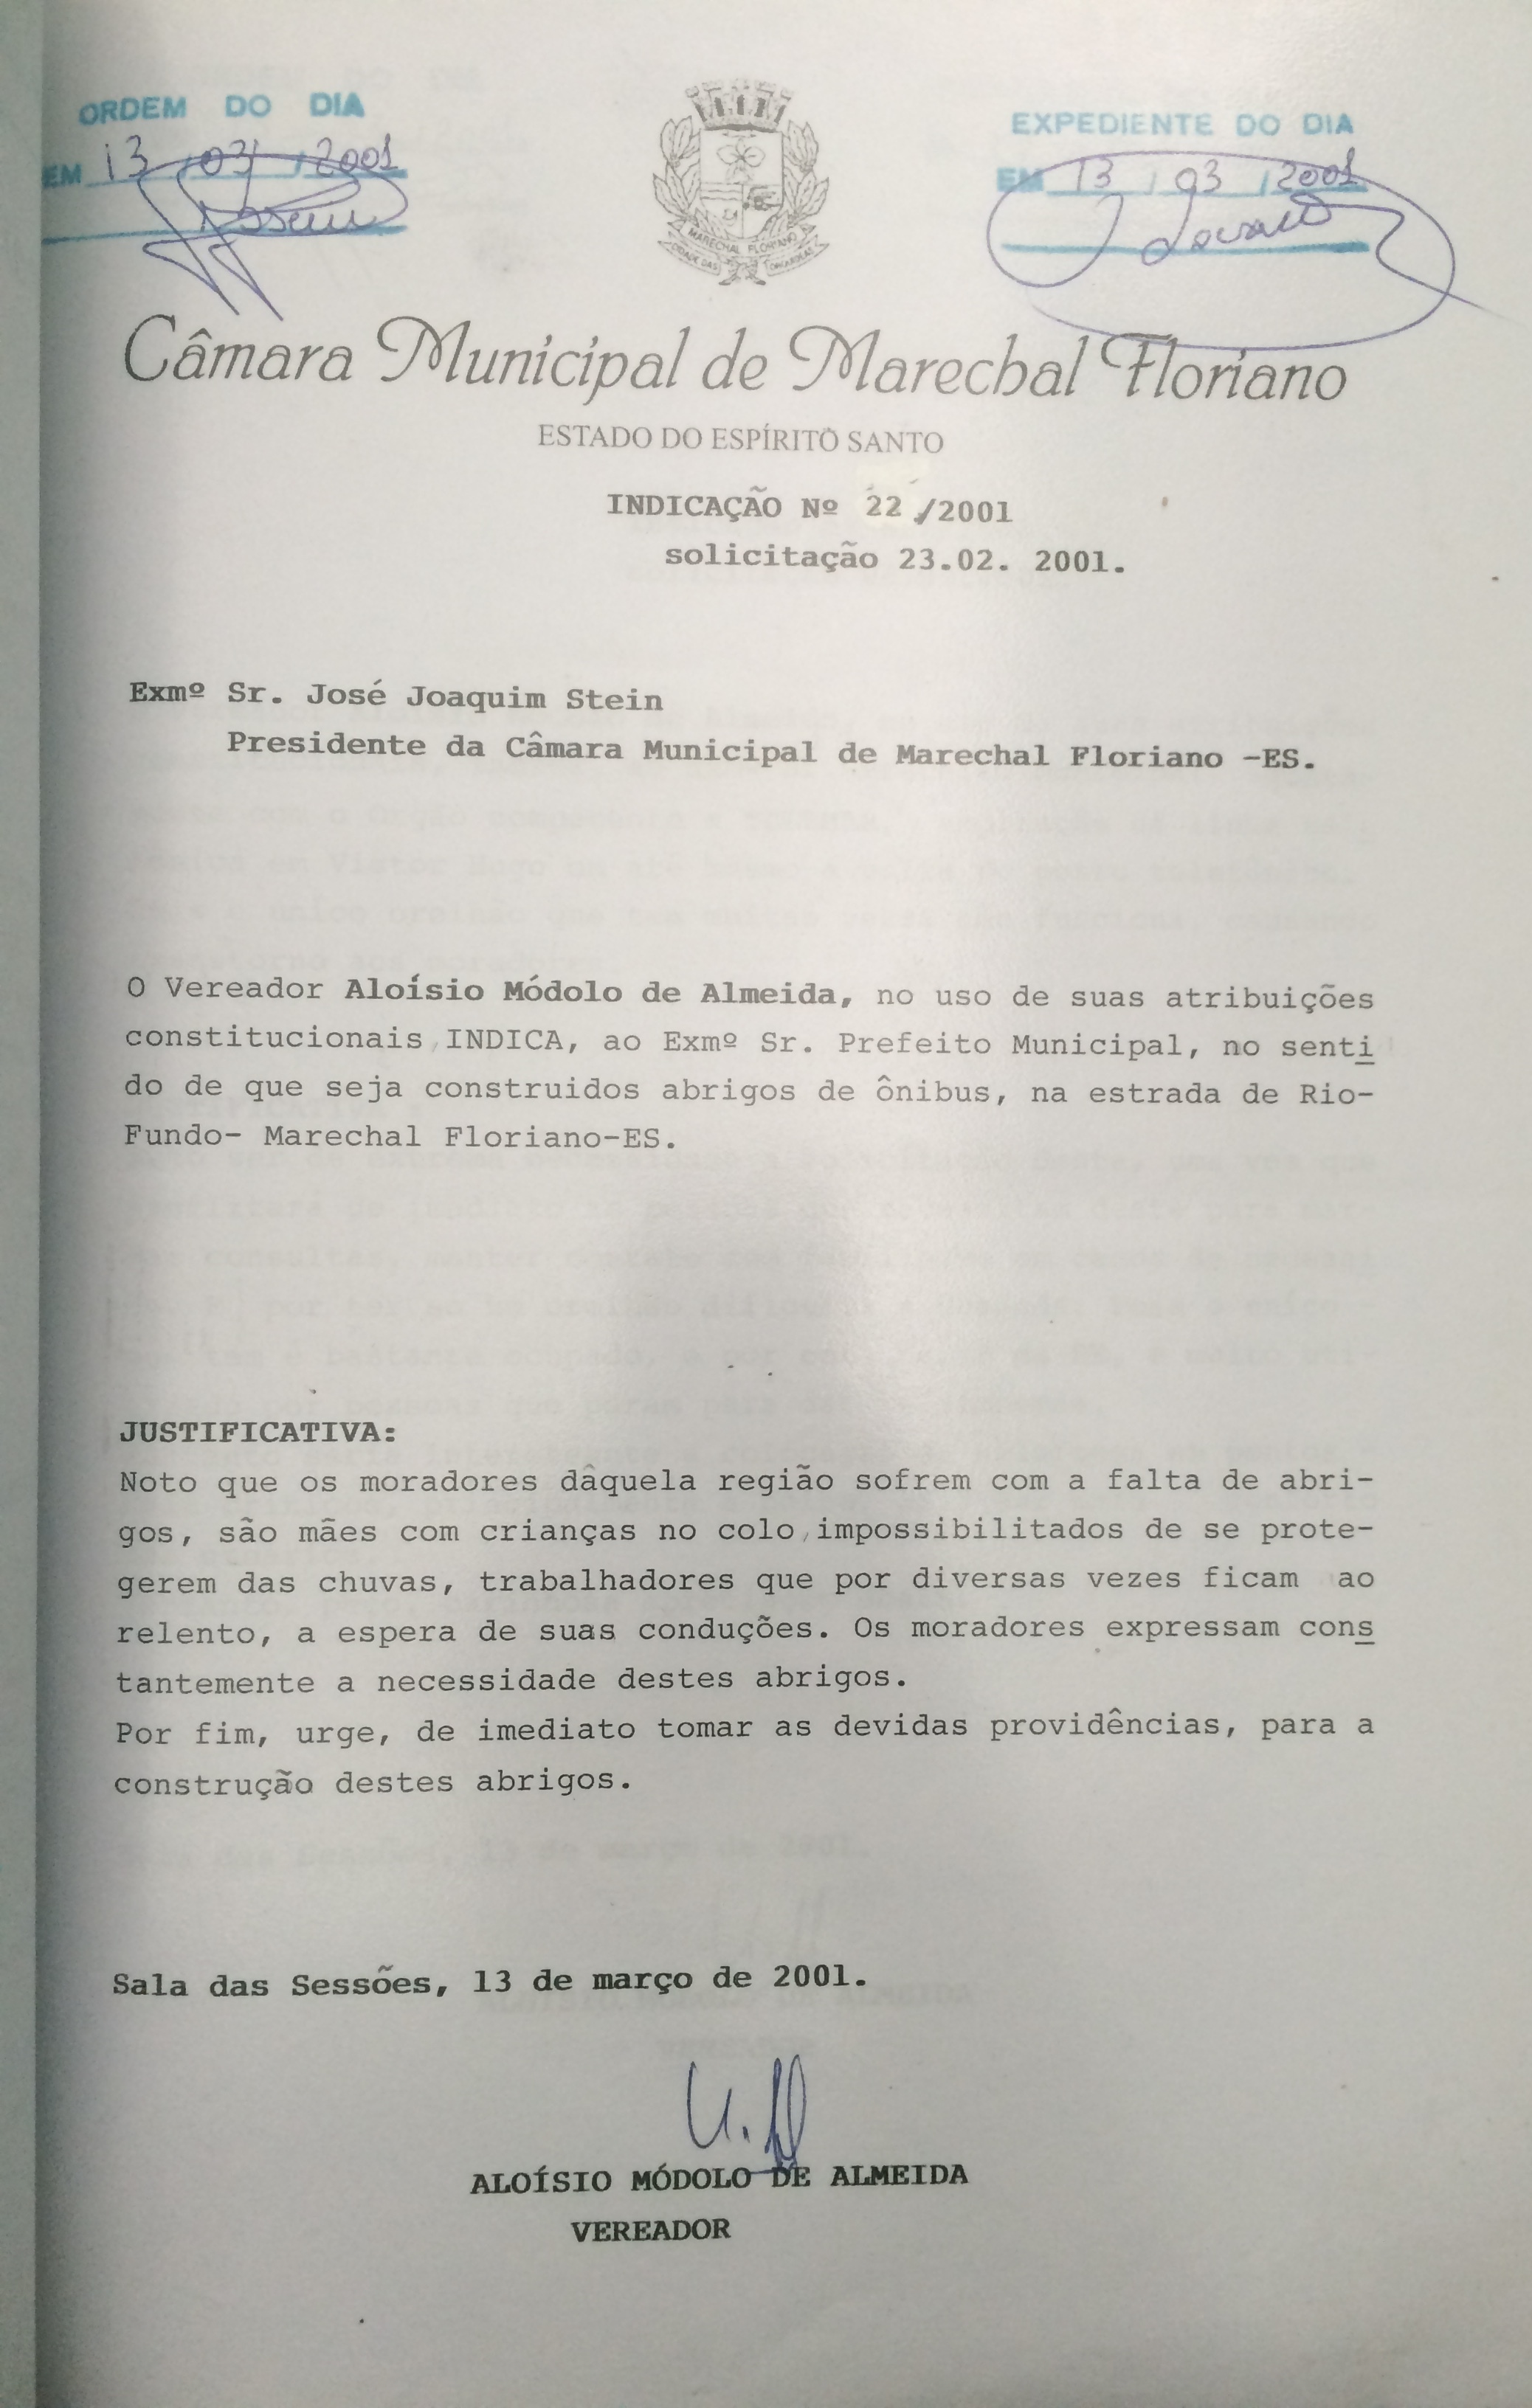 ORDEM DO DIA
EM 13 / 03 / 2001
EXPEDIENTE DO DIA
EM 13 / 03 / 2001
MARECHAL FLORIANO
CIDADE DAS ORQUÍDEAS
Câmara Municipal de Marechal Floriano
ESTADO DO ESPÍRITO SANTO
INDICAÇÃO Nº 22 /2001
solicitação 23.02. 2001.
Exmº Sr. José Joaquim Stein
Presidente da Câmara Municipal de Marechal Floriano -ES.
O Vereador Aloísio Módolo de Almeida, no uso de suas atribuições
constitucionais,INDICA, ao Exmº Sr. Prefeito Municipal, no senti
do de que seja construidos abrigos de ônibus, na estrada de Rio-
Fundo- Marechal Floriano-ES.
JUSTIFICATIVA:
Noto que os moradores dâquela região sofrem com a falta de abri-
gos, são mães com crianças no colo,impossibilitados de se prote-
gerem das chuvas, trabalhadores que por diversas vezes ficam ao
relento, a espera de suas conduções. Os moradores expressam cons
tantemente a necessidade destes abrigos.
Por fim, urge, de imediato tomar as devidas providências, para a
construção destes abrigos.
Sala das Sessões, 13 de março de 2001.
ALOÍSIO MÓDOLO DE ALMEIDA
VEREADOR